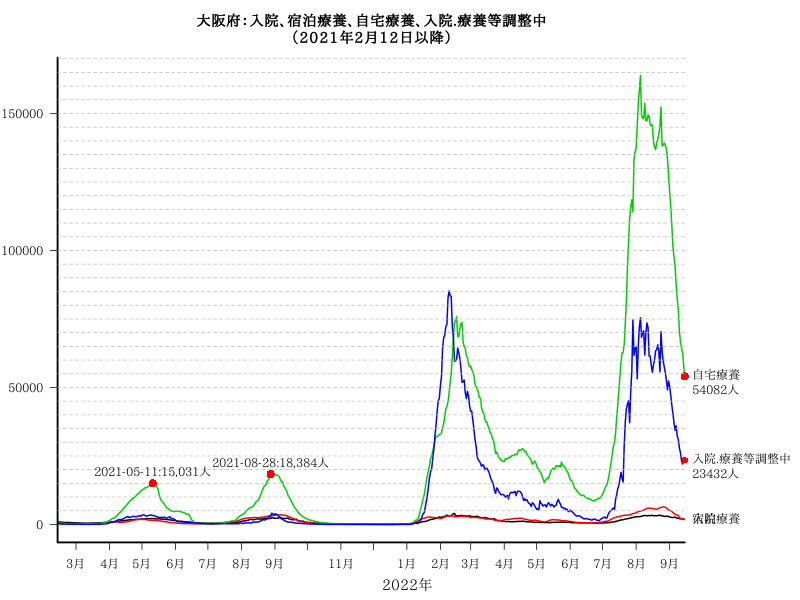 大阪府：入院、宿泊療養、自宅療養、入院.療養等調整中
（2021年2月12日以降）
150000
100000
50000
0
2021-05-11:15,031人
2021-08-28:18,384人
自宅療養
54082人
入院.療養等調整中
23432人
療養
3月 4月 5月 6月 7月 8月 9月 11月 1月 2月 3月 4月 5月 6月 7月 8月 9月
2022年